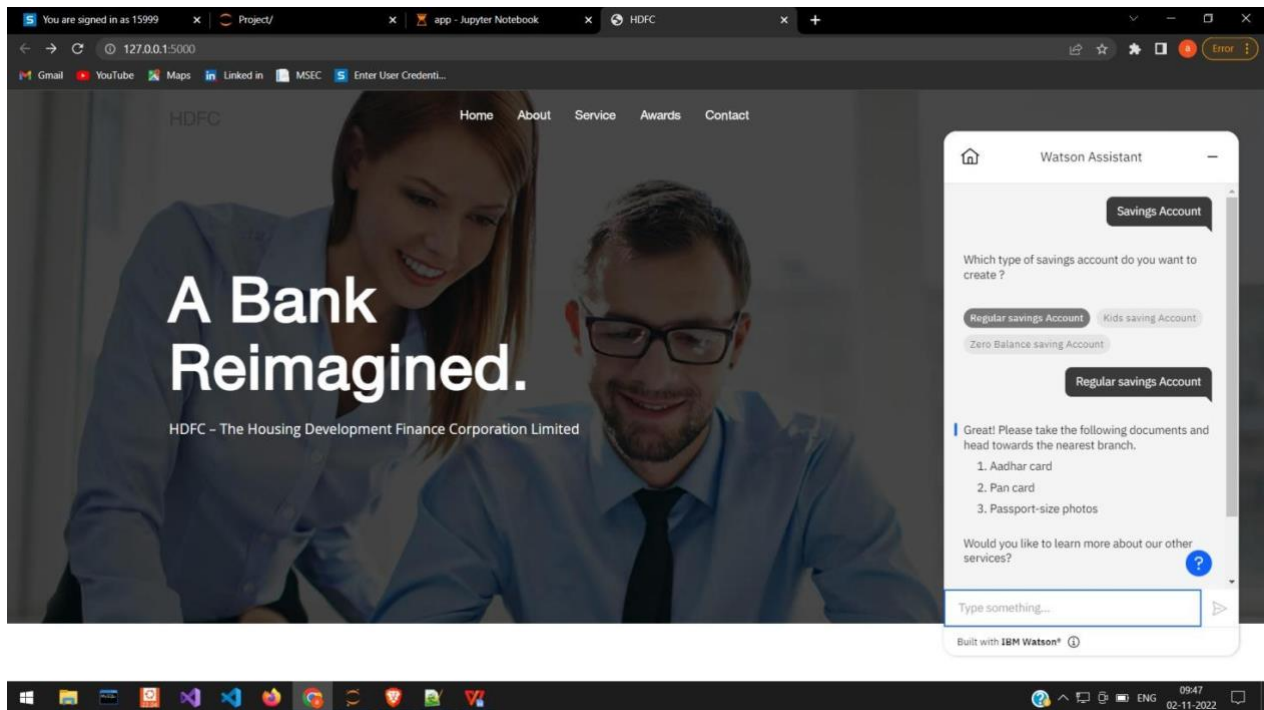 You are signed in as 15999
Project/
app - Jupyter Notebook
HDFC
127.0.0.1:5000
Error
Gmail
YouTube
Maps
Linked in
MSEC
Enter User Credenti...
HDFC
Home About Service Awards Contact
A Bank
Reimagined.
HDFC – The Housing Development Finance Corporation Limited
Watson Assistant
Savings Account
Which type of savings account do you want to
create ?
Regular savings Account
Kids saving Account
Zero Balance saving Account
Regular savings Account
Great! Please take the following documents and
head towards the nearest branch.
1. Aadhar card
2. Pan card
3. Passport-size photos
Would you like to learn more about our other
services?
?
Type something...
Built with IBM Watson®
ENG
09:47
02-11-2022